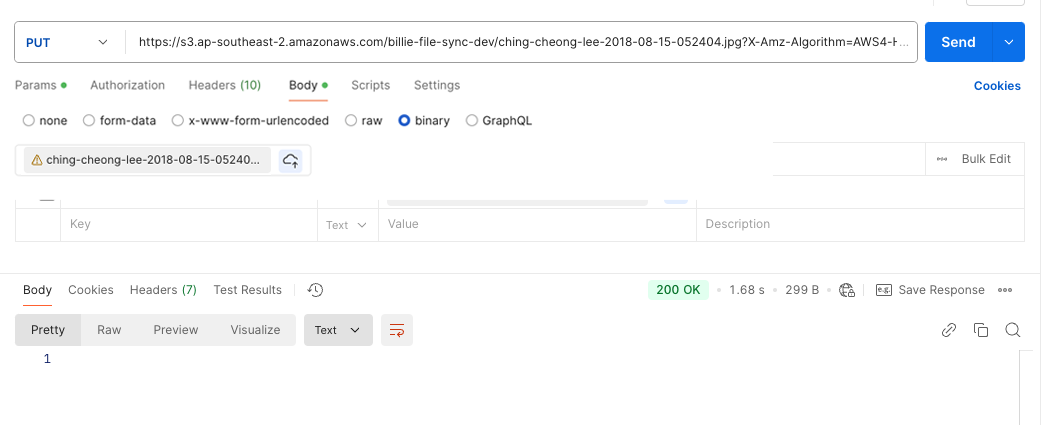 PUT https://s3.ap-southeast-2.amazonaws.com/billie-file-sync-dev/ching-cheong-lee-2018-08-15-052404.jpg?X-Amz-Algorithm=AWS4-H... Send
Params Authorization Headers (10) Body Scripts Settings Cookies
none form-data x-www-form-urlencoded raw binary GraphQL
ching-cheong-lee-2018-08-15-05240... Bulk Edit
Key Text Value Description
Body Cookies Headers (7) Test Results 200 OK • 1.68 s • 299 B • e.g. Save Response
Pretty Raw Preview Visualize Text
1